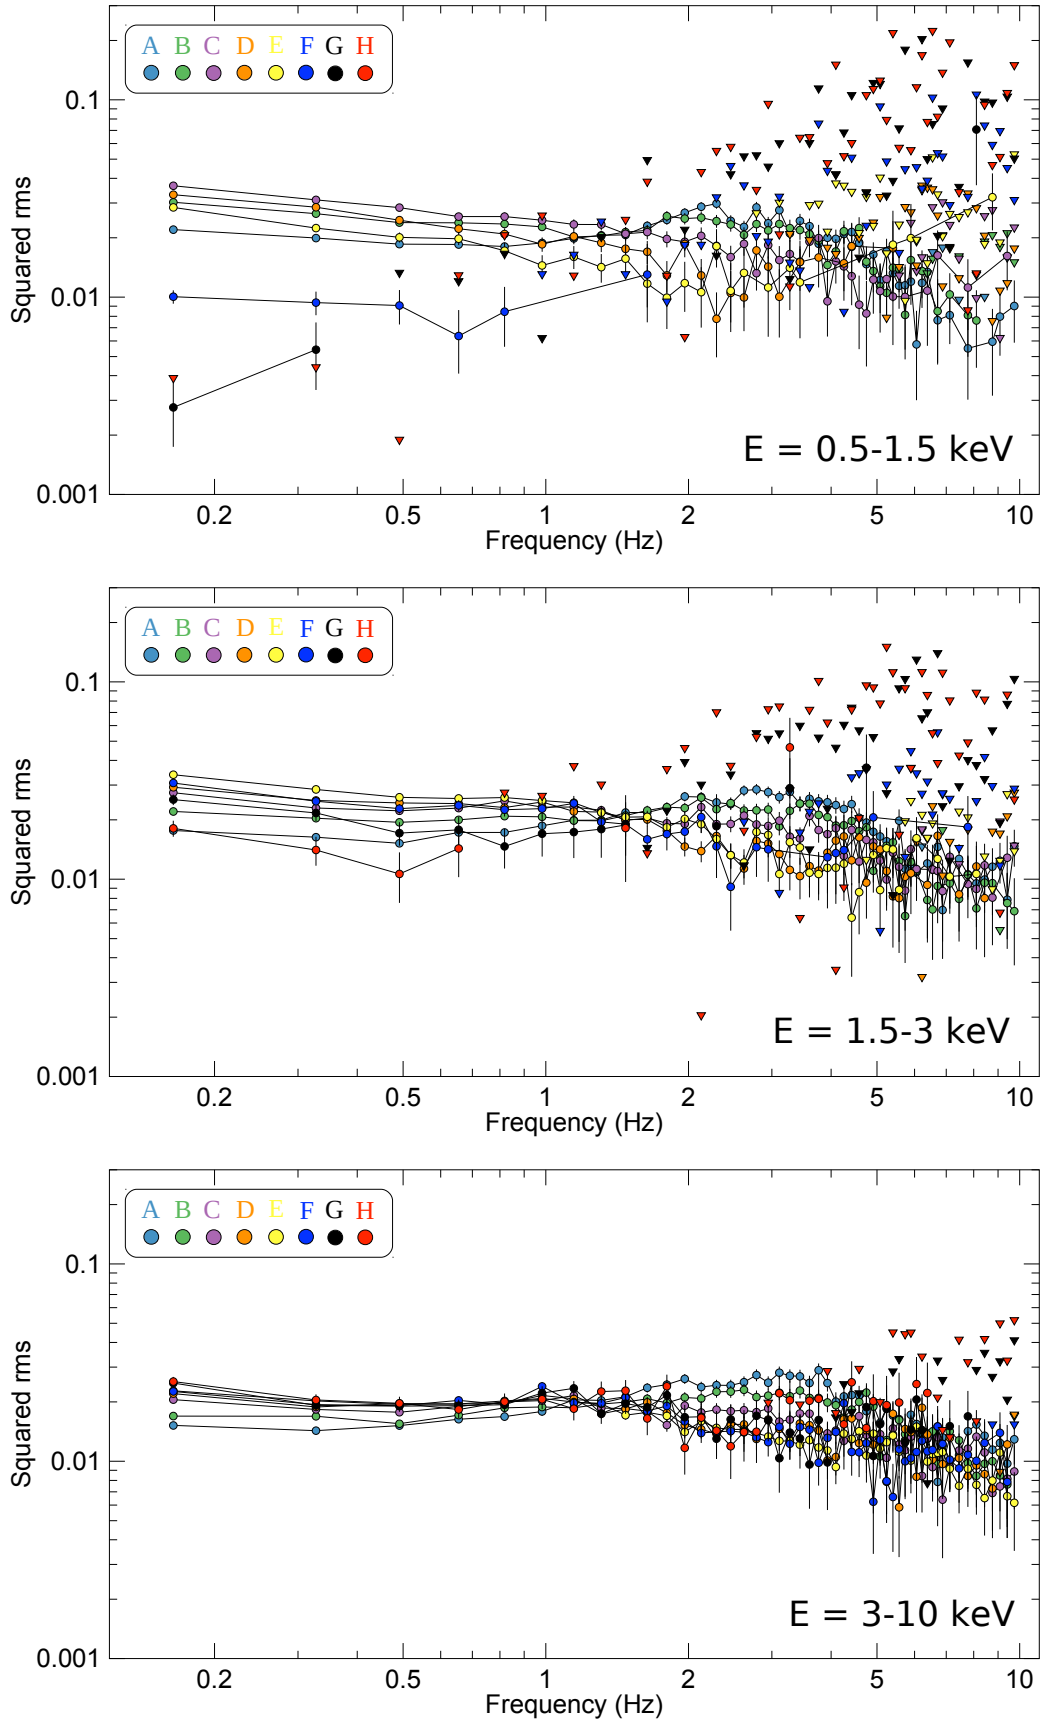 A B C D E F G H
0.1
0.01
0.001
Squared rms
E = 0.5-1.5 keV
0.2 0.5 1 2 5 10
Frequency (Hz)
A B C D E F G H
0.1
0.01
0.001
Squared rms
E = 1.5-3 keV
0.2 0.5 1 2 5 10
Frequency (Hz)
A B C D E F G H
0.1
0.01
0.001
Squared rms
E = 3-10 keV
0.2 0.5 1 2 5 10
Frequency (Hz)